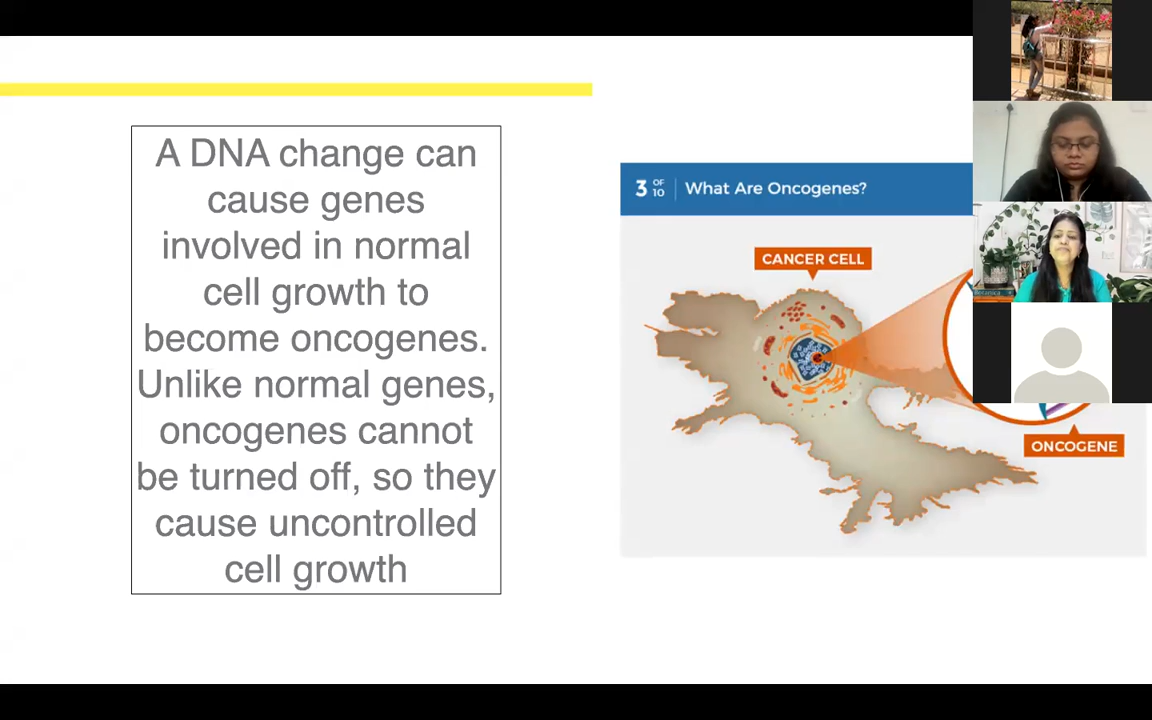 A DNA change can
cause genes
involved in normal
cell growth to
become oncogenes.
Unlike normal genes,
oncogenes cannot
be turned off, so they
cause uncontrolled
cell growth
3 OF 10 What Are Oncogenes?
CANCER CELL
ONCOGENE